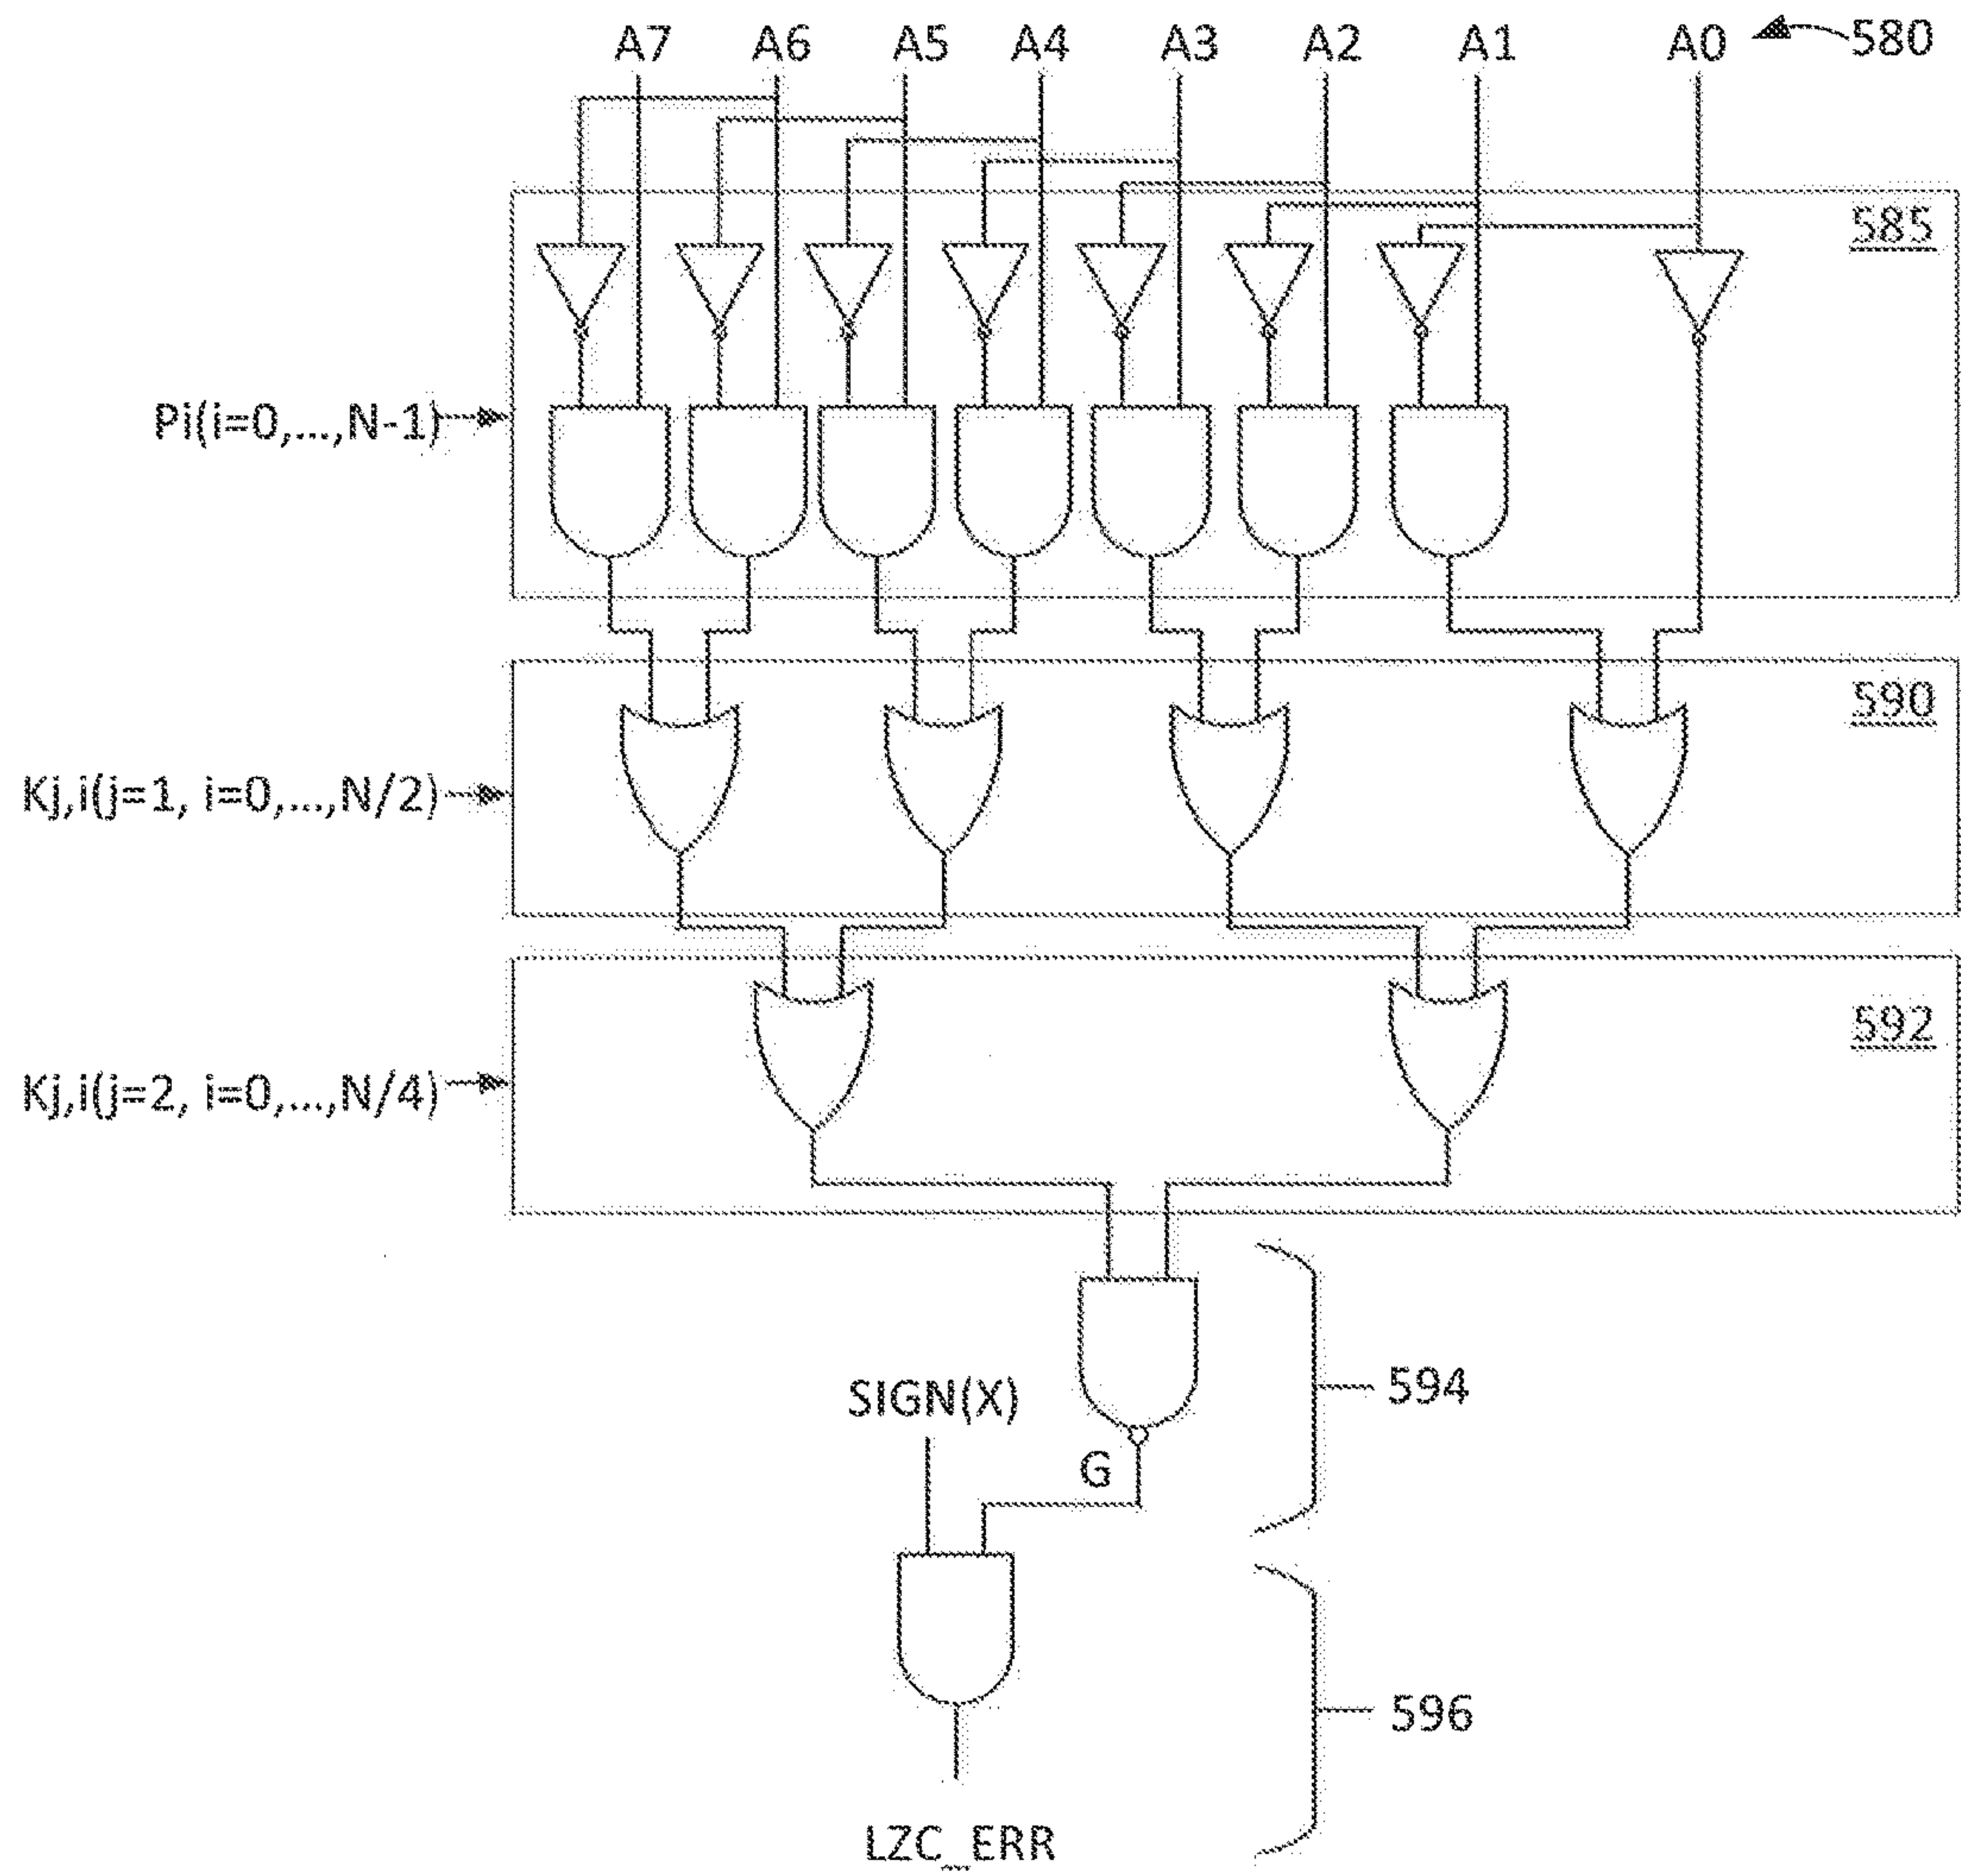 A7 A6 A5 A4 A3 A2 A1 A0 580
585
Pi(i=0,...,N-1)
590
Kj,i(j=1, i=0,...,N/2)
592
Kj,i(j=2, i=0,...,N/4)
SIGN(X)
594
G
596
LZC_ERR